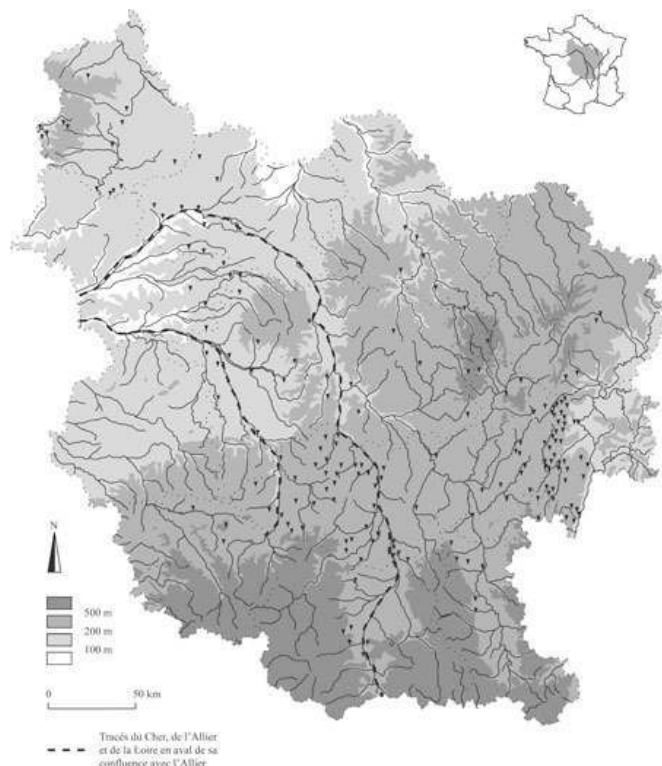 N
500 m
200 m
100 m
0 50 km
Tracés du Cher, de l'Allier
et de la Loire en aval de sa
confluence avec l'Allier